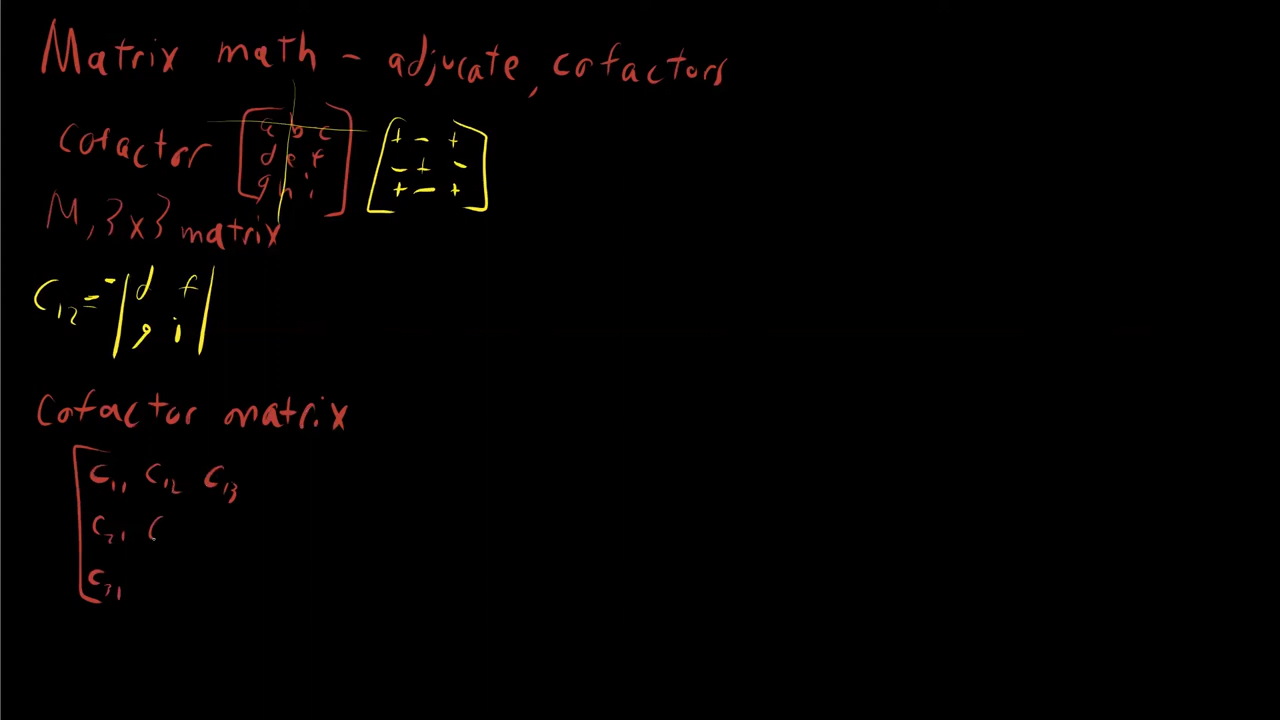 Matrix math - adjucate, cofactors
cofactor [a b c] [+ - +]
[d e f] [- + -]
[g h i] [+ - +]
M, 3x3 matrix
C12 = -|d f|
|g i|
Cofactor matrix
[C11 C12 C13
C21 C
C31